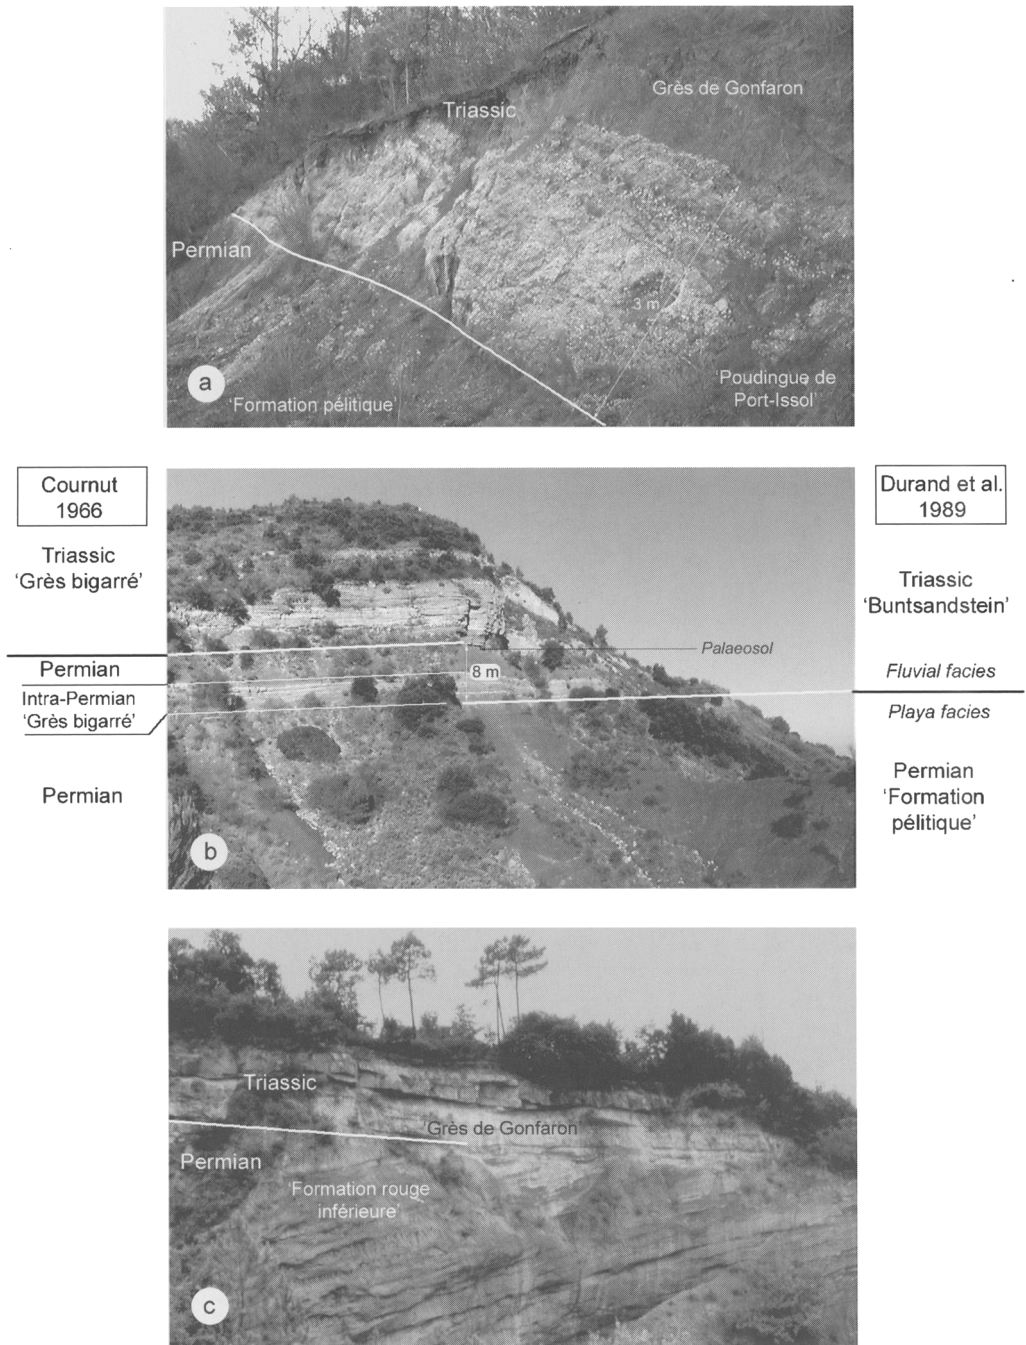 Triassic
Grès de Gonfaron
Permian
3 m
a
'Formation pélitique'
'Poudingue de
Port-Issol'
Cournut
1966
Durand et al.
1989
Triassic
'Grès bigarré'
Triassic
'Buntsandstein'
Palaeosol
Permian
8 m
Fluvial facies
Intra-Permian
'Grès bigarré'
Playa facies
Permian
Permian
'Formation
pélitique'
b
Triassic
'Grès de Gonfaron'
Permian
'Formation rouge
inférieure'
c